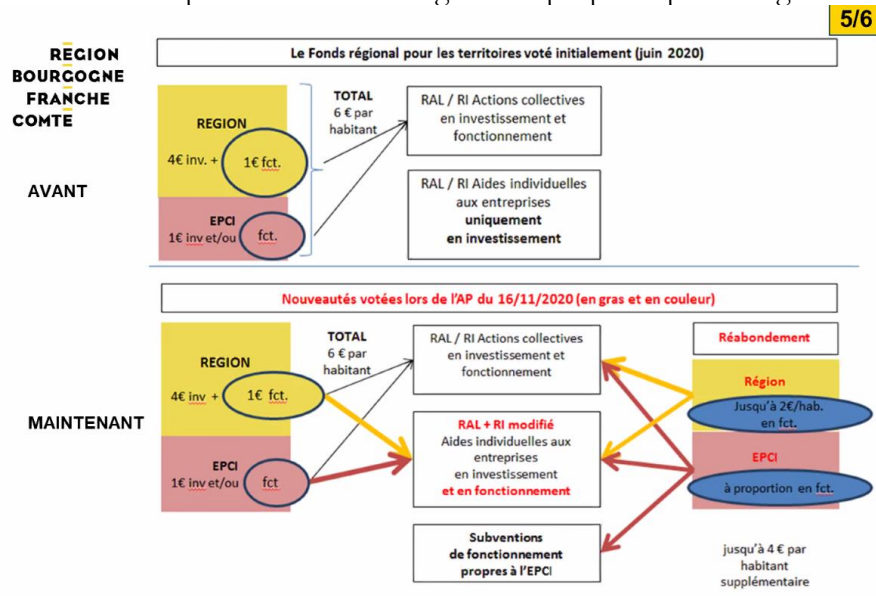 5/6
REGION
BOURGOGNE
FRANCHE
COMTE
Le Fonds régional pour les territoires voté initialement (juin 2020)
AVANT
REGION
4€ inv. + 1€ fct.
EPCI
1€ inv et/ou fct.
TOTAL
6 € par
habitant
RAL / RI Actions collectives
en investissement et
fonctionnement
RAL / RI Aides individuelles
aux entreprises
uniquement
en investissement
Nouveautés votées lors de l'AP du 16/11/2020 (en gras et en couleur)
MAINTENANT
REGION
4€ inv + 1€ fct.
EPCI
1€ inv et/ou fct
TOTAL
6 € par
habitant
RAL / RI Actions collectives
en investissement et
fonctionnement
RAL + RI modifié
Aides individuelles aux
entreprises
en investissement
et en fonctionnement
Subventions
de fonctionnement
propres à l'EPCI
Réabondement
Région
Jusqu'à 2€/hab.
en fct.
EPCI
à proportion en fct.
jusqu'à 4 € par
habitant
supplémentaire